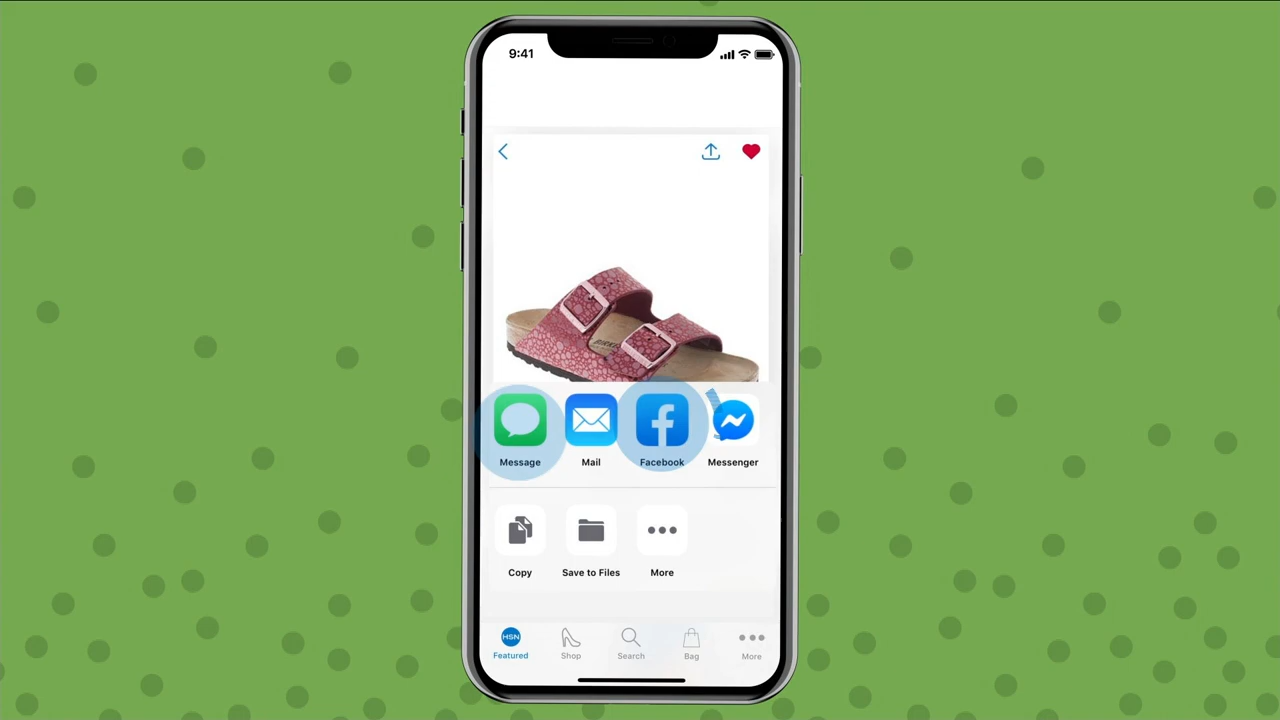 9:41
Message Mail Facebook Messenger
Copy Save to Files More
HSN
Featured Shop Search Bag More